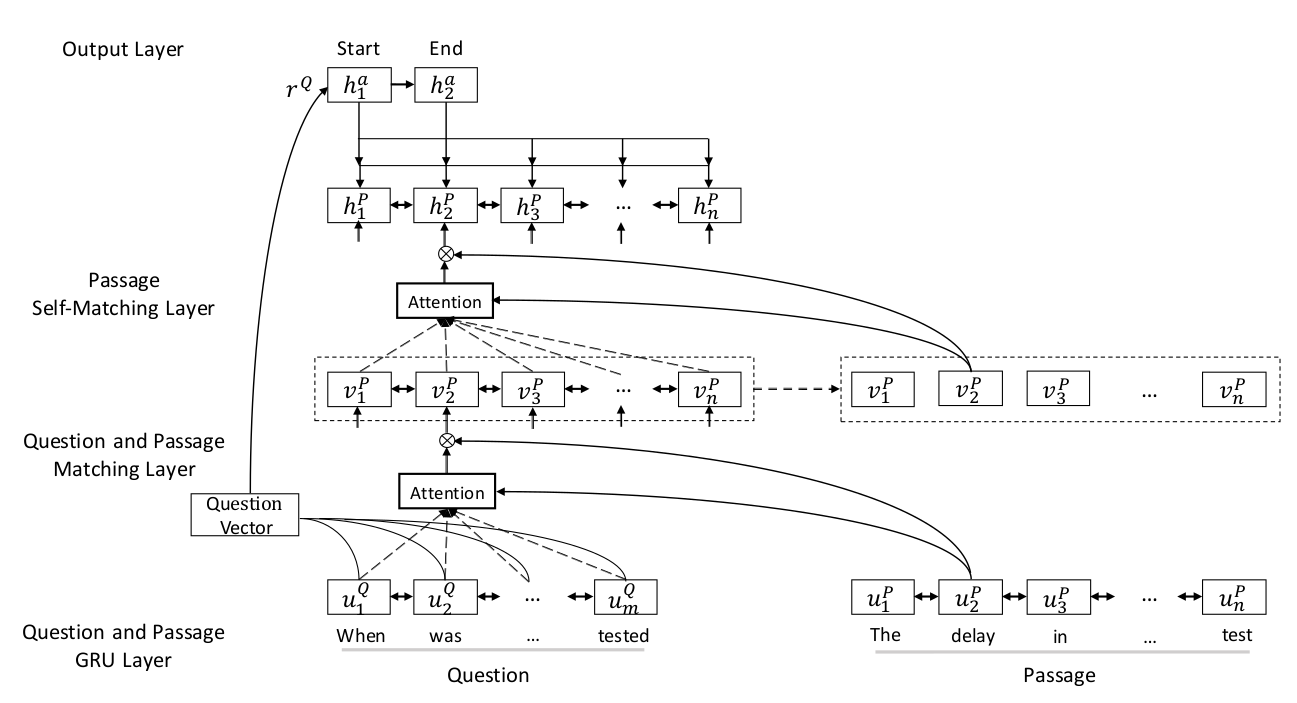 Output Layer
Start End
r^Q h_1^a h_2^a
h_1^P h_2^P h_3^P ... h_n^P
Passage
Self-Matching Layer
Attention
v_1^P v_2^P v_3^P ... v_n^P v_1^P v_2^P v_3^P ... v_n^P
Question and Passage
Matching Layer
Attention
Question
Vector
u_1^Q u_2^Q ... u_m^Q u_1^P u_2^P u_3^P ... u_n^P
When was ... tested The delay in ... test
Question and Passage
GRU Layer
Question Passage